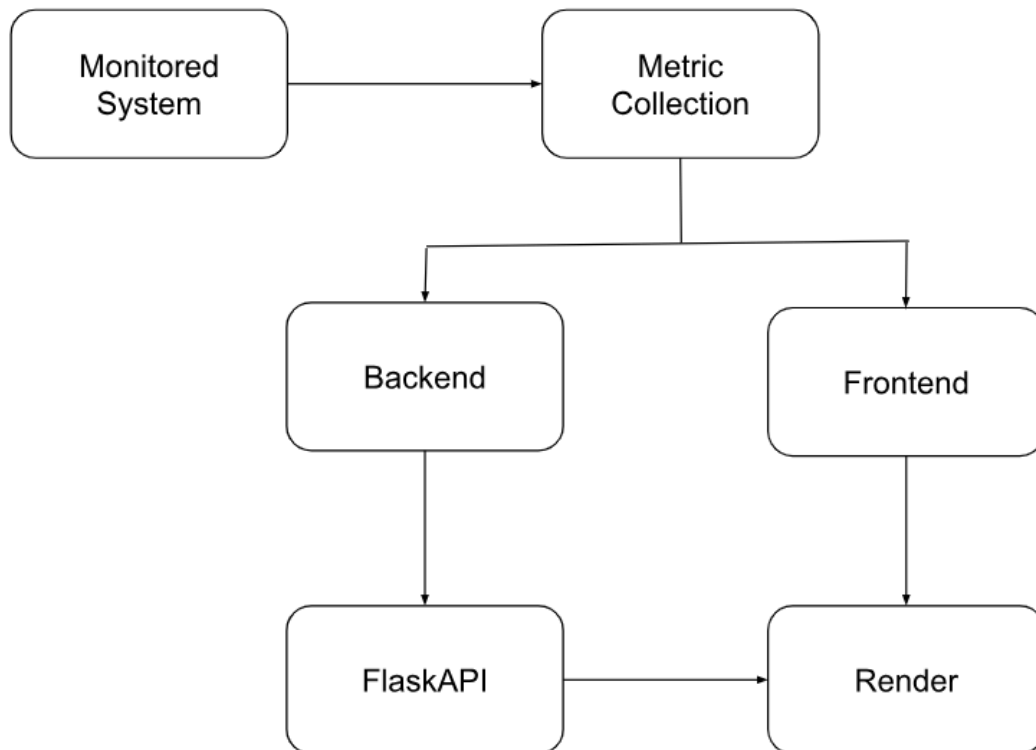 Monitored
System
Metric
Collection
Backend
Frontend
FlaskAPI
Render